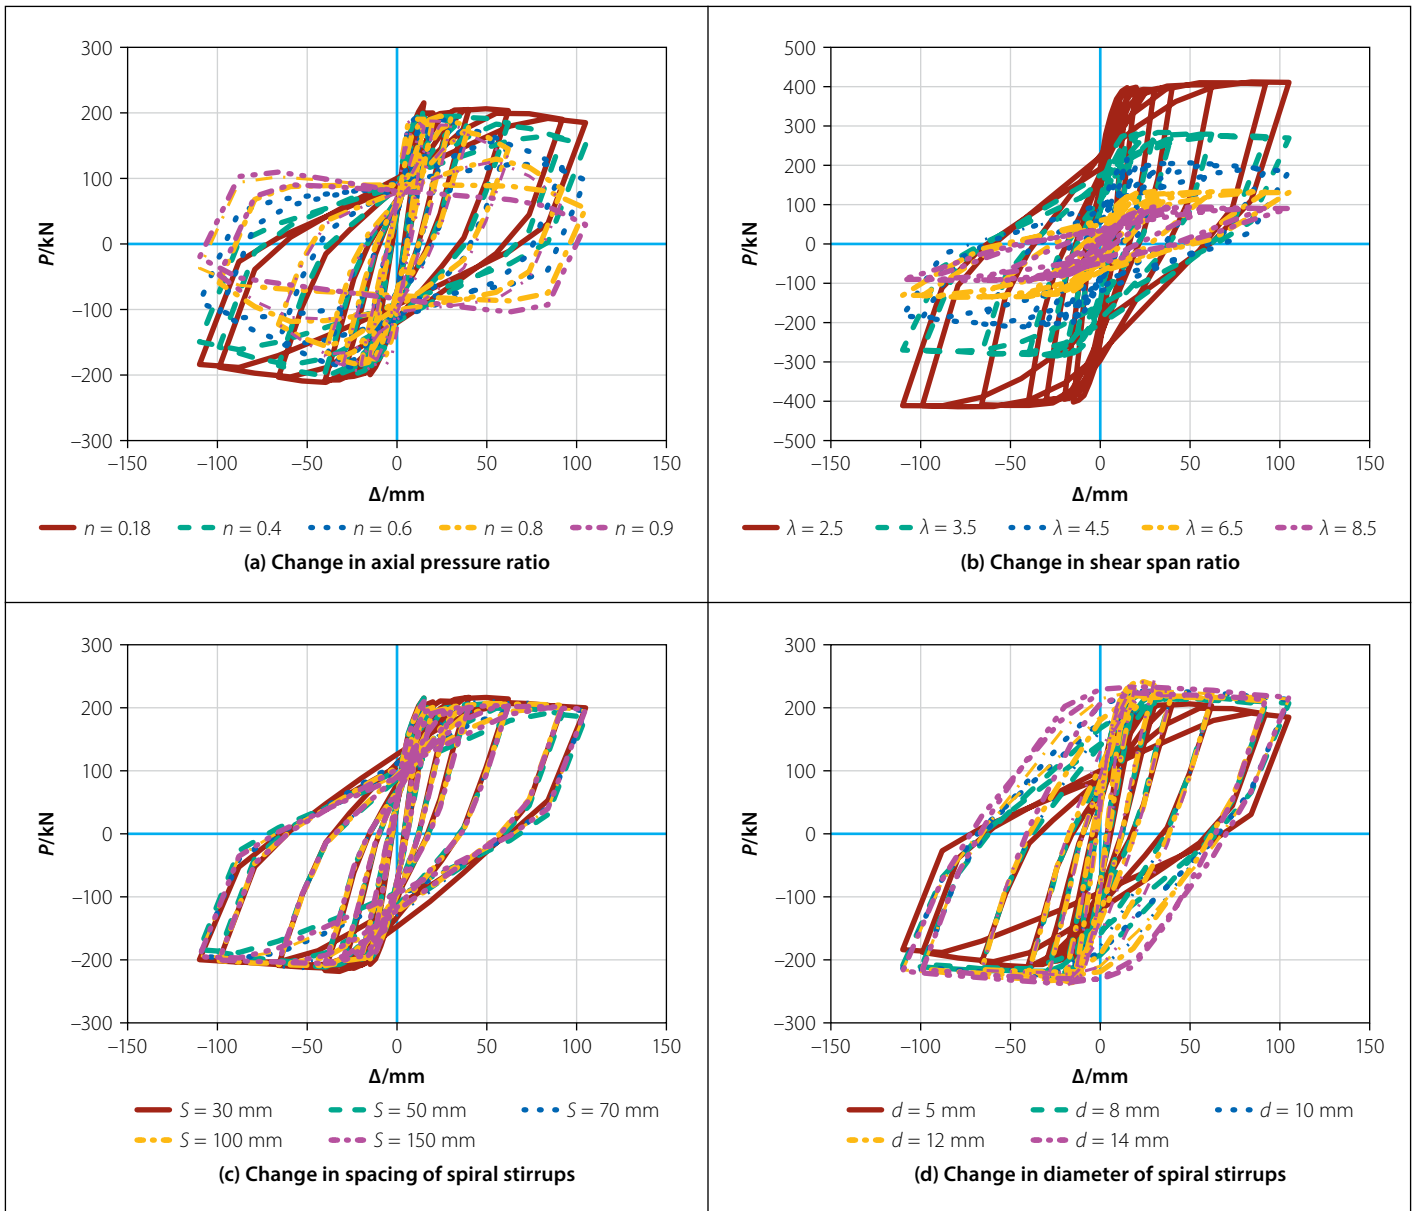 300
200
100
0
–100
–200
–300
P/kN
–150 –100 –50 0 50 100 150
Δ/mm
n = 0.18 n = 0.4 n = 0.6 n = 0.8 n = 0.9
(a) Change in axial pressure ratio
500
400
300
200
100
0
–100
–200
–300
–400
–500
P/kN
–150 –100 –50 0 50 100 150
Δ/mm
λ = 2.5 λ = 3.5 λ = 4.5 λ = 6.5 λ = 8.5
(b) Change in shear span ratio
300
200
100
0
–100
–200
–300
P/kN
–150 –100 –50 0 50 100 150
Δ/mm
S = 30 mm S = 50 mm S = 70 mm
S = 100 mm S = 150 mm
(c) Change in spacing of spiral stirrups
300
200
100
0
–100
–200
–300
P/kN
–150 –100 –50 0 50 100 150
Δ/mm
d = 5 mm d = 8 mm d = 10 mm
d = 12 mm d = 14 mm
(d) Change in diameter of spiral stirrups